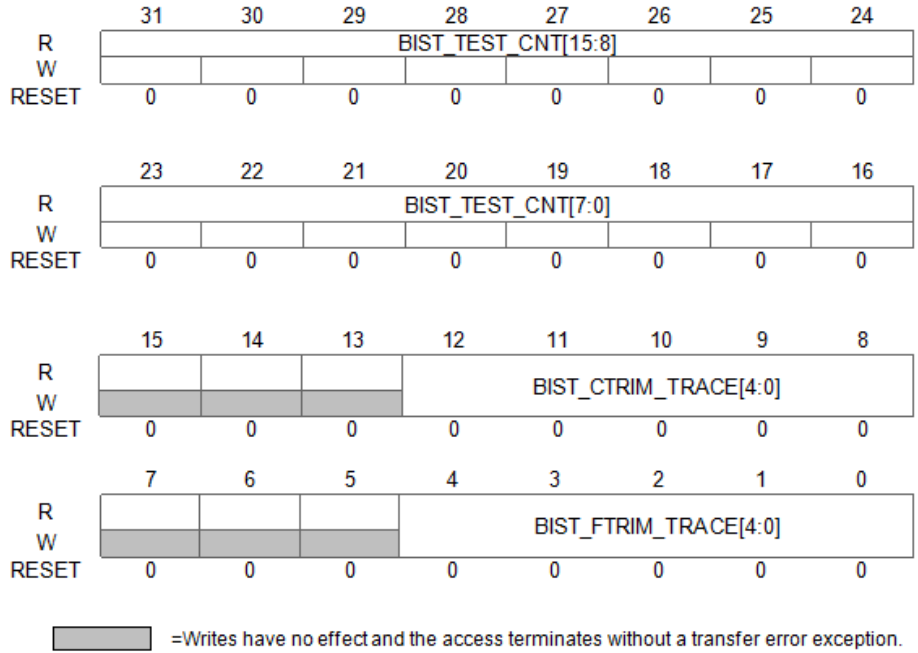 31 30 29 28 27 26 25 24
R BIST_TEST_CNT[15:8]
W
RESET 0 0 0 0 0 0 0 0
23 22 21 20 19 18 17 16
R BIST_TEST_CNT[7:0]
W
RESET 0 0 0 0 0 0 0 0
15 14 13 12 11 10 9 8
R BIST_CTRIM_TRACE[4:0]
W
RESET 0 0 0 0 0 0 0 0
7 6 5 4 3 2 1 0
R BIST_FTRIM_TRACE[4:0]
W
RESET 0 0 0 0 0 0 0 0
=Writes have no effect and the access terminates without a transfer error exception.